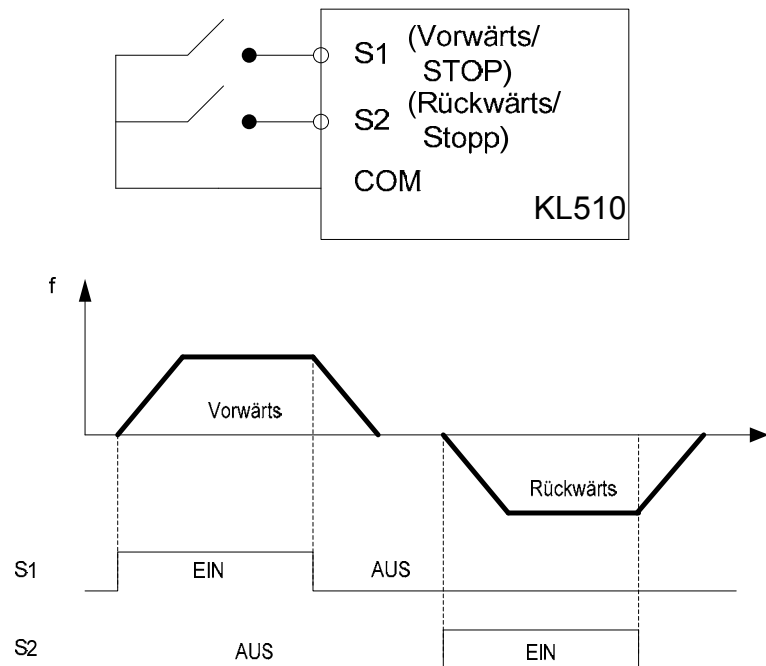 S1 (Vorwärts/
STOP)
S2 (Rückwärts/
Stopp)
COM
KL510
f
Vorwärts
Rückwärts
S1 EIN AUS
S2 AUS EIN